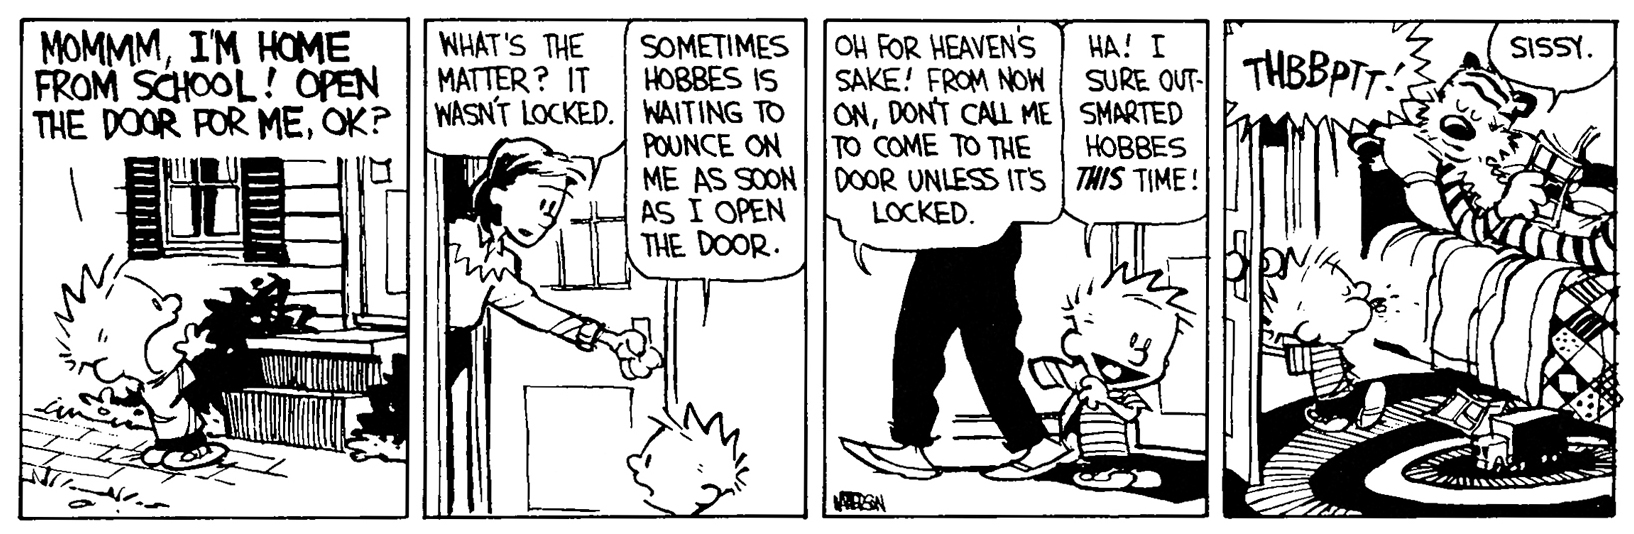 MOMMM, I'M HOME
FROM SCHOOL! OPEN
THE DOOR FOR ME, OK?
WHAT'S THE
MATTER? IT
WASN'T LOCKED.
SOMETIMES
HOBBES IS
WAITING TO
POUNCE ON
ME AS SOON
AS I OPEN
THE DOOR.
OH FOR HEAVEN'S
SAKE! FROM NOW
ON, DON'T CALL ME
TO COME TO THE
DOOR UNLESS IT'S
LOCKED.
HA! I
SURE OUT-
SMARTED
HOBBES
THIS TIME!
WATTERSON
THBBPTT!
SISSY.